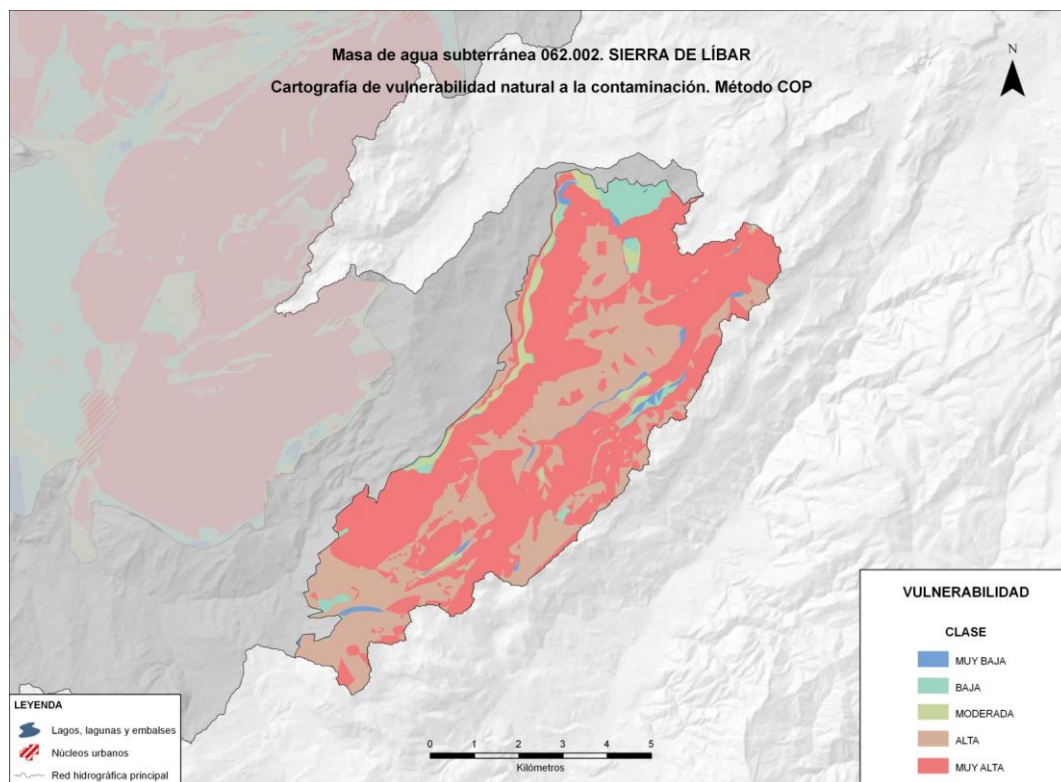 Masa de agua subterránea 062.002. SIERRA DE LÍBAR
Cartografía de vulnerabilidad natural a la contaminación. Método COP
N
VULNERABILIDAD
CLASE
MUY BAJA
BAJA
MODERADA
ALTA
MUY ALTA
LEYENDA
Lagos, lagunas y embalses
Núcleos urbanos
Red hidrográfica principal
0 1 2 3 4 5
Kilómetros